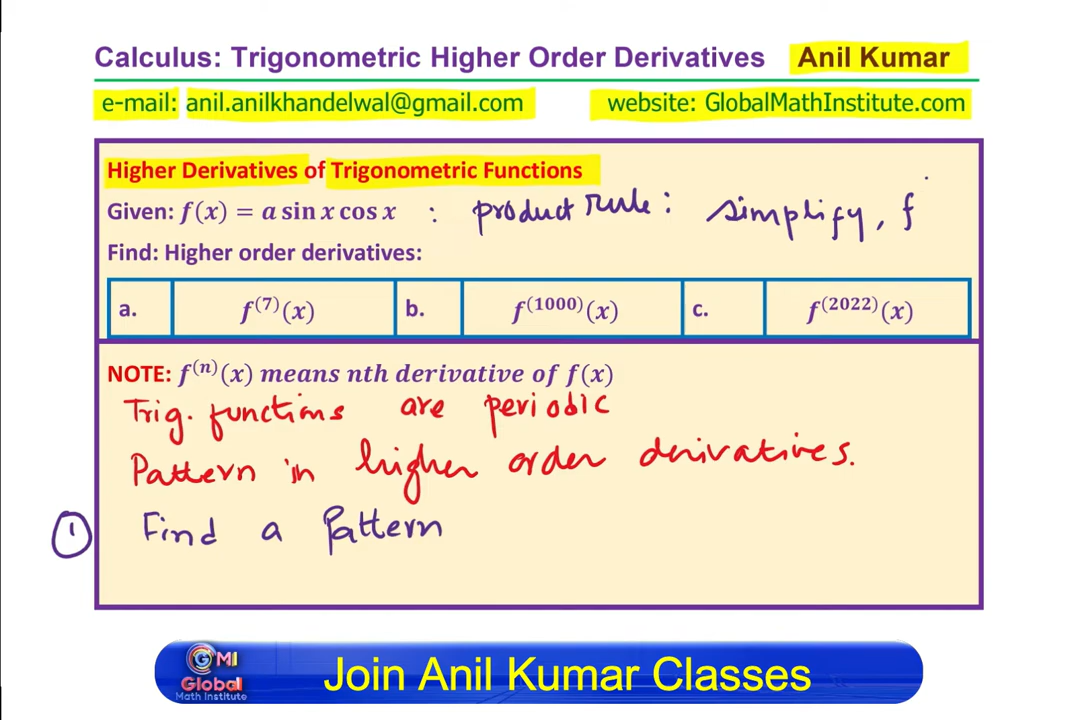 Calculus: Trigonometric Higher Order Derivatives Anil Kumar
e-mail: anil.anilkhandelwal@gmail.com website: GlobalMathInstitute.com
Higher Derivatives of Trigonometric Functions
Given: f(x) = a sin x cos x : product rule: simplify, f'
Find: Higher order derivatives:
a. f^(7)(x) b. f^(1000)(x) c. f^(2022)(x)
NOTE: f^(n)(x) means nth derivative of f(x)
Trig. functions are periodic
Pattern in higher order derivatives.
① Find a Pattern
GMI
Global
Math Institute
Join Anil Kumar Classes